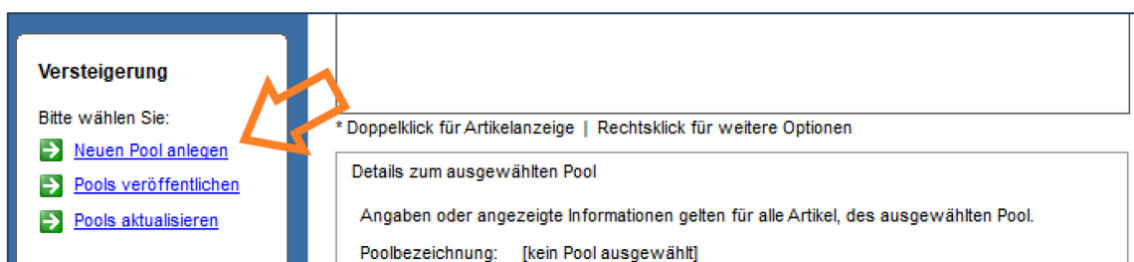 Versteigerung
Bitte wählen Sie:
Neuen Pool anlegen
Pools veröffentlichen
Pools aktualisieren
* Doppelklick für Artikelanzeige | Rechtsklick für weitere Optionen
Details zum ausgewählten Pool
Angaben oder angezeigte Informationen gelten für alle Artikel, des ausgewählten Pool.
Poolbezeichnung: [kein Pool ausgewählt]